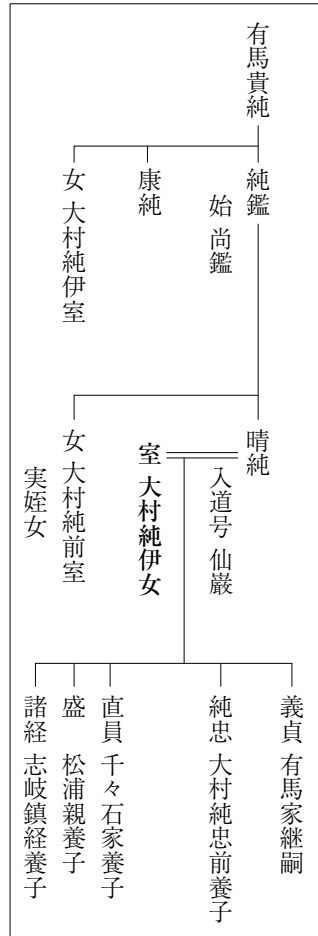 有馬貴純
純鑑
始 尚鑑
康純
女 大村純伊室
晴純
入道号 仙巌
室 大村純伊女
女 大村純前室
実姪女
義貞 有馬家継嗣
純忠 大村純忠前養子
直員 千々石家養子
盛 松浦親養子
諸経 志岐鎮経養子